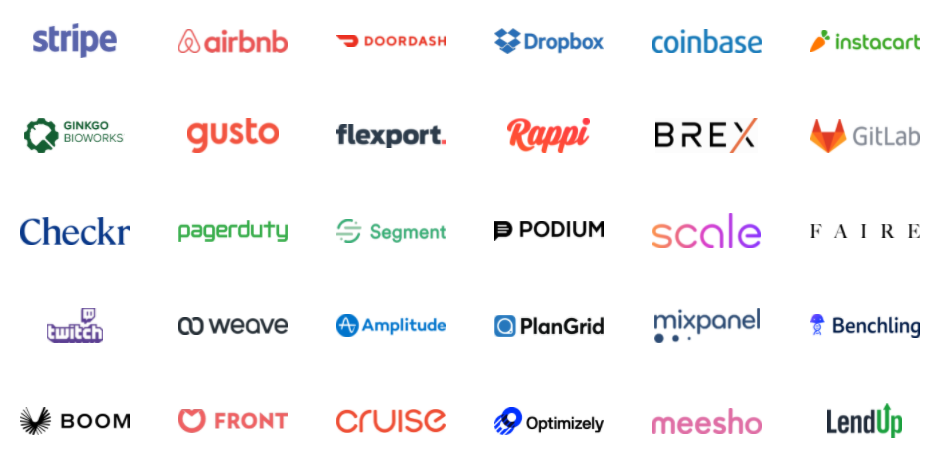 stripe
airbnb
DOORDASH
Dropbox
coinbase
instacart
GINKGO
BIOWORKS
gusto
flexport.
Rappi
BREX
GitLab
Checkr
pagerduty
Segment
PODIUM
scale
FAIRE
twitch
weave
Amplitude
PlanGrid
mixpanel
Benchling
BOOM
FRONT
cruise
Optimizely
meesho
LendUp